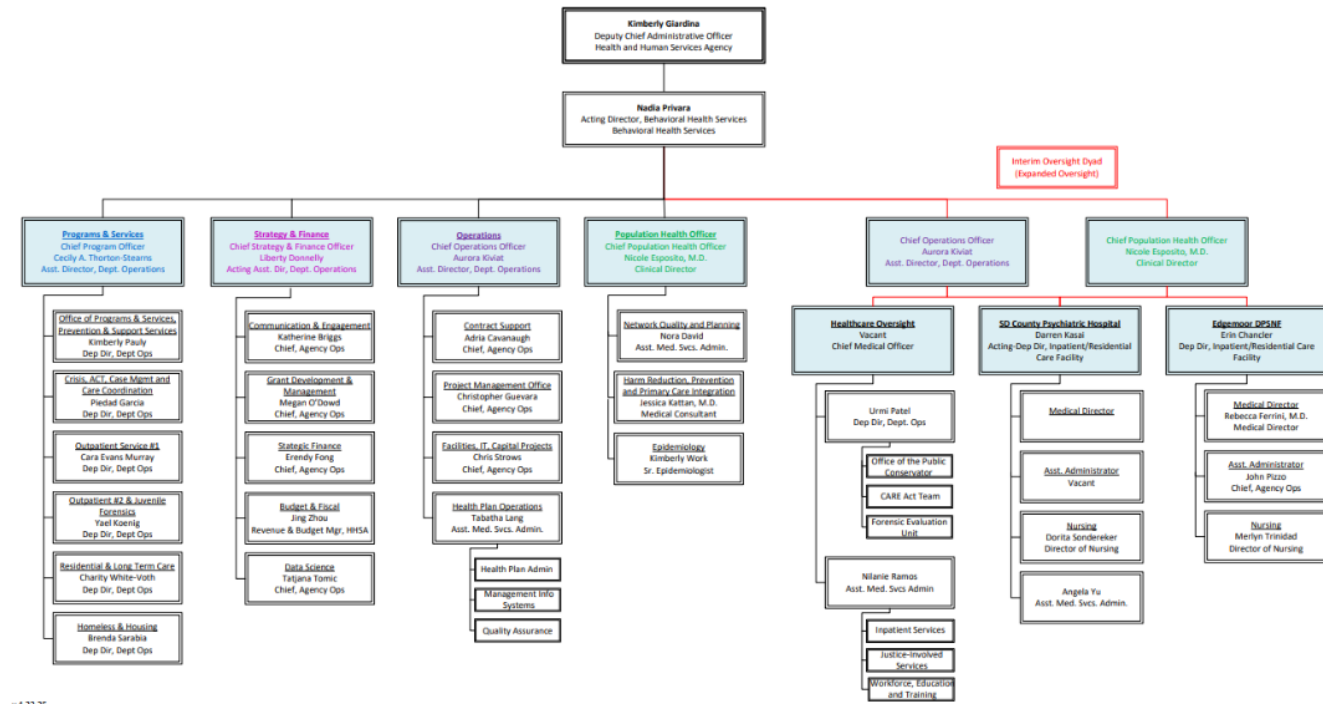 Kimberly Giardina
Deputy Chief Administrative Officer
Health and Human Services Agency
Nadia Privara
Acting Director, Behavioral Health Services
Behavioral Health Services
Interim Oversight Dyad
(Expanded Oversight)
Programs & Services
Chief Program Officer
Cecily A. Thorton-Stearns
Asst. Director, Dept. Operations
Strategy & Finance
Chief Strategy & Finance Officer
Liberty Donnelly
Acting Asst. Dir, Dept. Operations
Operations
Chief Operations Officer
Aurora Kiviat
Asst. Director, Dept. Operations
Population Health Officer
Chief Population Health Officer
Nicole Esposito, M.D.
Clinical Director
Chief Operations Officer
Aurora Kiviat
Asst. Director, Dept. Operations
Chief Population Health Officer
Nicole Esposito, M.D.
Clinical Director
Office of Programs & Services,
Prevention & Support Services
Kimberly Pauly
Dep Dir, Dept Ops
Crisis, ACT, Case Mgmt and
Care Coordination
Piedad Garcia
Dep Dir, Dept Ops
Outpatient Service #1
Cara Evans Murray
Dep Dir, Dept Ops
Outpatient #2 & Juvenile
Forensics
Yael Koenig
Dep Dir, Dept Ops
Residential & Long Term Care
Charity White-Voth
Dep Dir, Dept Ops
Homeless & Housing
Brenda Sarabia
Dep Dir, Dept Ops
Communication & Engagement
Katherine Briggs
Chief, Agency Ops
Grant Development &
Management
Megan O'Dowd
Chief, Agency Ops
Stategic Finance
Erendy Fong
Chief, Agency Ops
Budget & Fiscal
Jing Zhou
Revenue & Budget Mgr, HHSA
Data Science
Tatjana Tomic
Chief, Agency Ops
Contract Support
Adria Cavanaugh
Chief, Agency Ops
Project Management Office
Christopher Guevara
Chief, Agency Ops
Facilities, IT, Capital Projects
Chris Strows
Chief, Agency Ops
Health Plan Operations
Tabatha Lang
Asst. Med. Svcs. Admin.
Health Plan Admin
Management Info
Systems
Quality Assurance
Network Quality and Planning
Nora David
Asst. Med. Svcs. Admin.
Harm Reduction, Prevention
and Primary Care Integration
Jessica Kattan, M.D.
Medical Consultant
Epidemiology
Kimberly Work
Sr. Epidemiologist
Healthcare Oversight
Vacant
Chief Medical Officer
Urmi Patel
Dep Dir, Dept. Ops
Office of the Public
Conservator
CARE Act Team
Forensic Evaluation
Unit
Nilanie Ramos
Asst. Med. Svcs Admin
Inpatient Services
Justice-Involved
Services
Workforce, Education
and Training
SD County Psychiatric Hospital
Darren Kasai
Acting-Dep Dir, Inpatient/Residential
Care Facility
Medical Director
Asst. Administrator
Vacant
Nursing
Dorita Sondereker
Director of Nursing
Angela Yu
Asst. Med. Svcs. Admin.
Edgemoor DPSNF
Erin Chancler
Dep Dir, Inpatient/Residential Care
Facility
Medical Director
Rebecca Ferrini, M.D.
Medical Director
Asst. Administrator
John Pizzo
Chief, Agency Ops
Nursing
Merlyn Trinidad
Director of Nursing